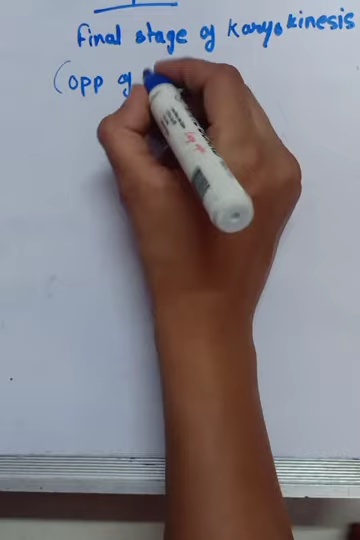 final stage of karyokinesis
(opp of